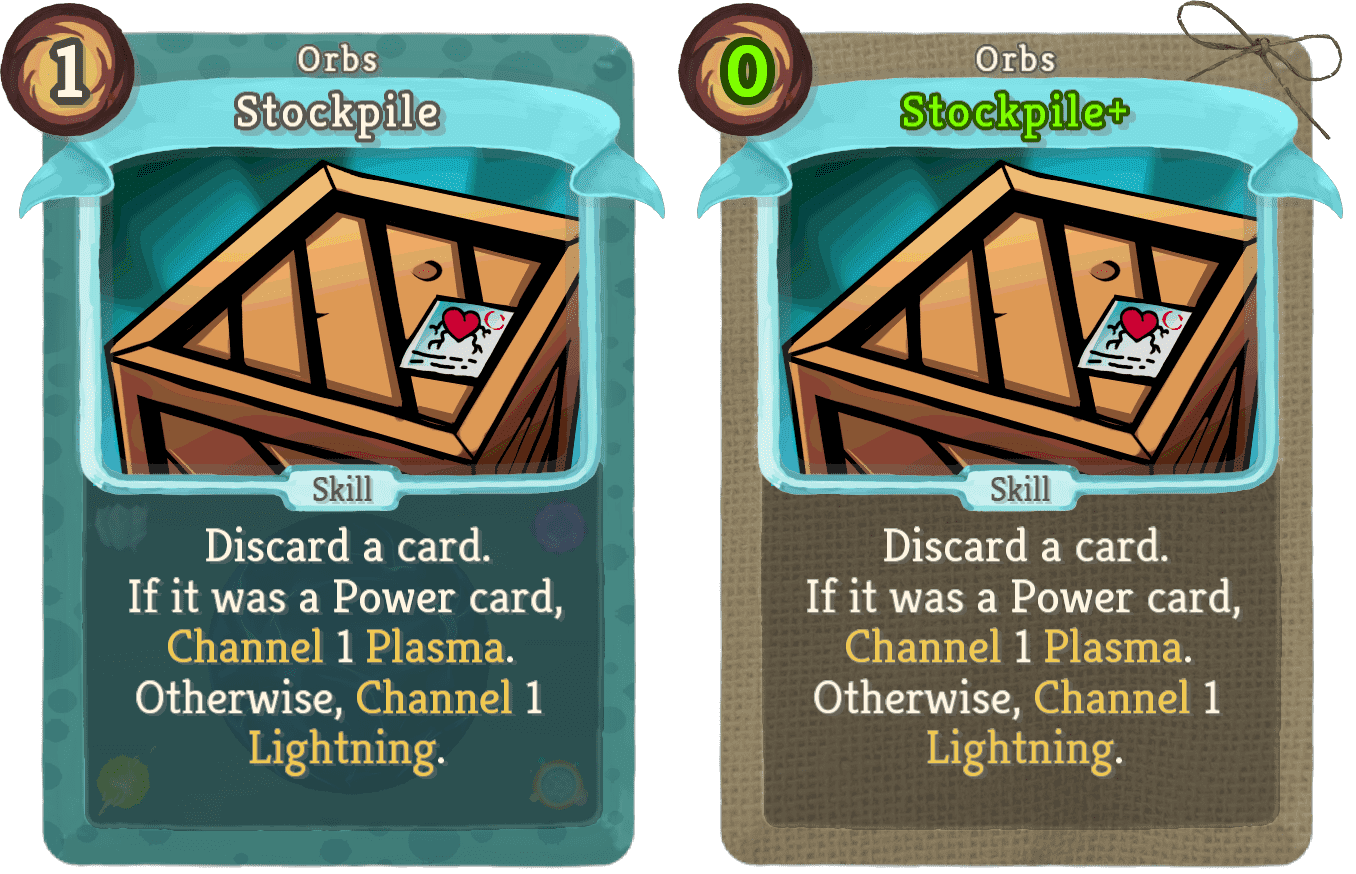 1
Orbs
Stockpile
Skill
Discard a card.
If it was a Power card,
Channel 1 Plasma.
Otherwise, Channel 1
Lightning.
0
Orbs
Stockpile+
Skill
Discard a card.
If it was a Power card,
Channel 1 Plasma.
Otherwise, Channel 1
Lightning.